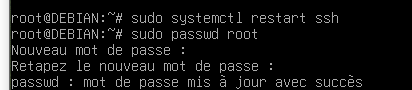 root@DEBIAN:~# sudo systemctl restart ssh
root@DEBIAN:~# sudo passwd root
Nouveau mot de passe :
Retapez le nouveau mot de passe :
passwd : mot de passe mis à jour avec succès